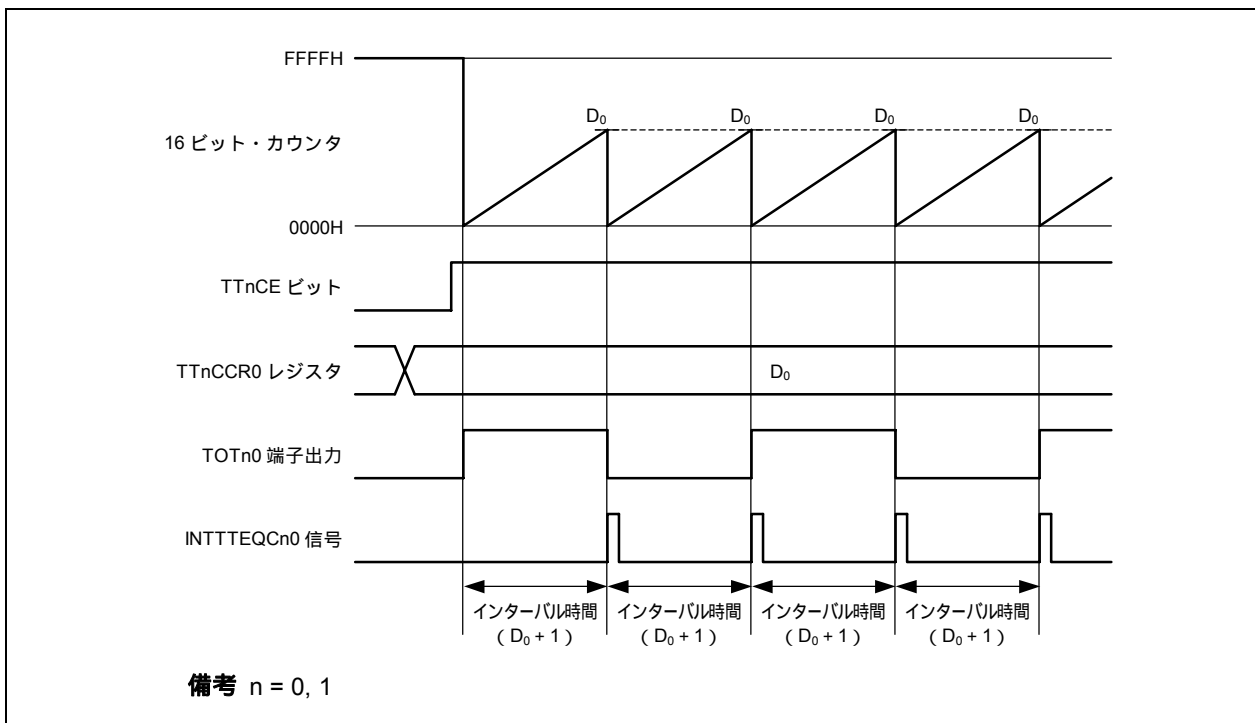 FFFFH
D₀ D₀ D₀ D₀
16 ビット・カウンタ
0000H
TTnCE ビット
TTnCCR0 レジスタ D₀
TOTn0 端子出力
INTTTEQCn0 信号
インターバル時間 インターバル時間 インターバル時間 インターバル時間
( D₀ + 1 ) ( D₀ + 1 ) ( D₀ + 1 ) ( D₀ + 1 )
備考 n = 0, 1